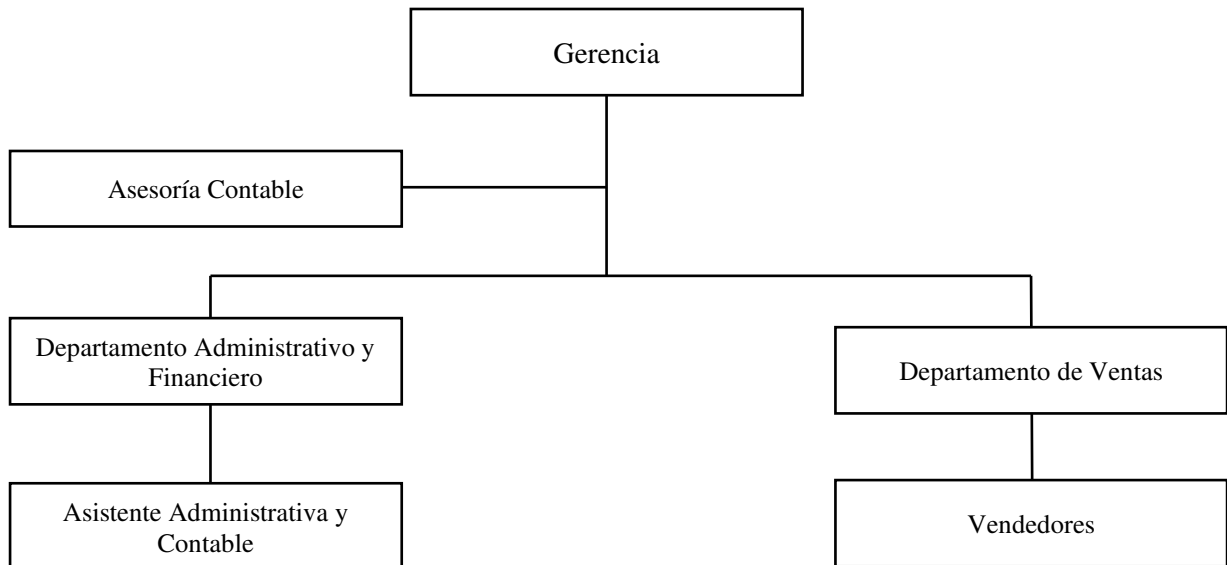 Gerencia
Asesoría Contable
Departamento Administrativo y
Financiero
Departamento de Ventas
Asistente Administrativa y
Contable
Vendedores